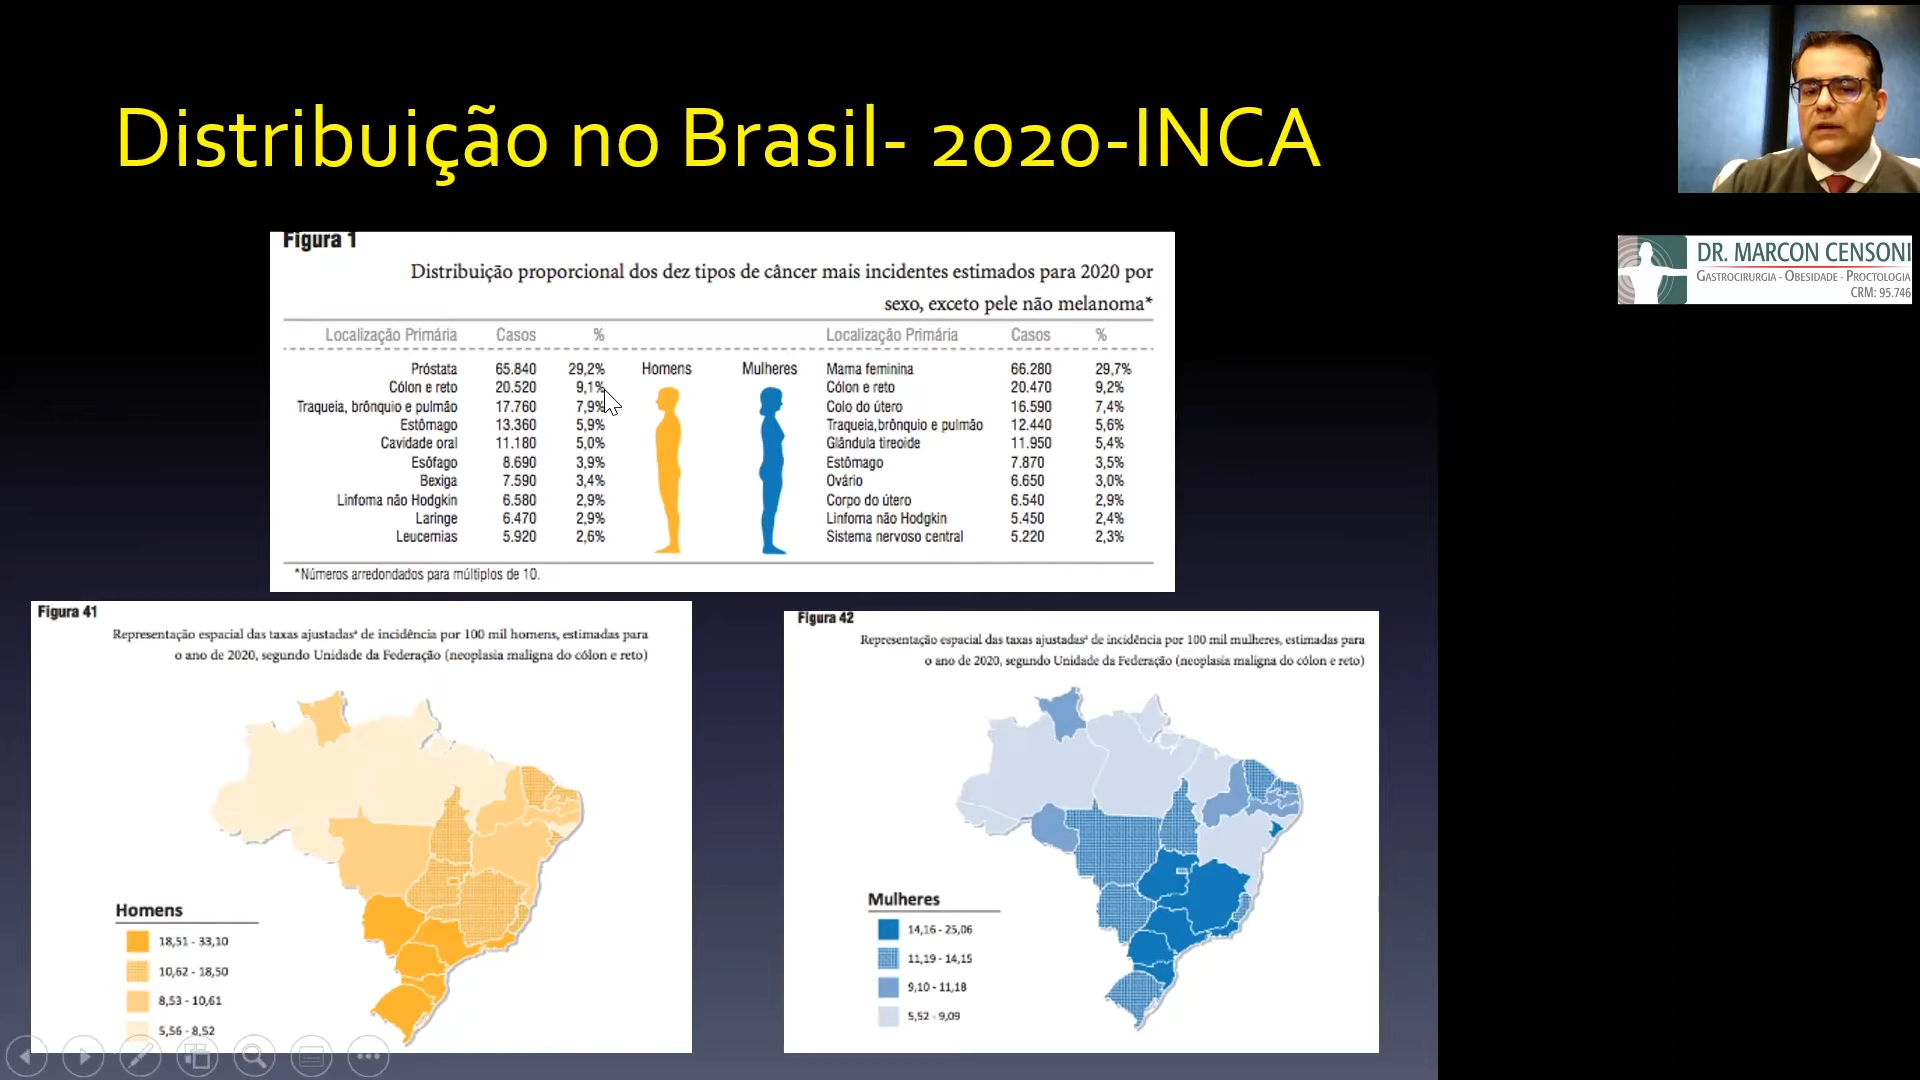 Distribuição no Brasil- 2020-INCA
DR. MARCON CENSONI
GASTROCIRURGIA - OBESIDADE - PROCTOLOGIA
CRM: 95.746
Figura 1
Distribuição proporcional dos dez tipos de câncer mais incidentes estimados para 2020 por
sexo, exceto pele não melanoma*
Localização Primária Casos % Localização Primária Casos %
Próstata 65.840 29,2% Homens Mulheres Mama feminina 66.280 29,7%
Cólon e reto 20.520 9,1% Cólon e reto 20.470 9,2%
Traqueia, brônquio e pulmão 17.760 7,9% Colo do útero 16.590 7,4%
Estômago 13.360 5,9% Traqueia,brônquio e pulmão 12.440 5,6%
Cavidade oral 11.180 5,0% Glândula tireoide 11.950 5,4%
Esôfago 8.690 3,9% Estômago 7.870 3,5%
Bexiga 7.590 3,4% Ovário 6.650 3,0%
Linfoma não Hodgkin 6.580 2,9% Corpo do útero 6.540 2,9%
Laringe 6.470 2,9% Linfoma não Hodgkin 5.450 2,4%
Leucemias 5.920 2,6% Sistema nervoso central 5.220 2,3%
*Números arredondados para múltiplos de 10.
Figura 41
Representação espacial das taxas ajustadasª de incidência por 100 mil homens, estimadas para
o ano de 2020, segundo Unidade da Federação (neoplasia maligna do cólon e reto)
Homens
18,51 - 33,10
10,62 - 18,50
8,53 - 10,61
5,56 - 8,52
Figura 42
Representação espacial das taxas ajustadasª de incidência por 100 mil mulheres, estimadas para
o ano de 2020, segundo Unidade da Federação (neoplasia maligna do cólon e reto)
Mulheres
14,16 - 25,06
11,19 - 14,15
9,10 - 11,18
5,52 - 9,09